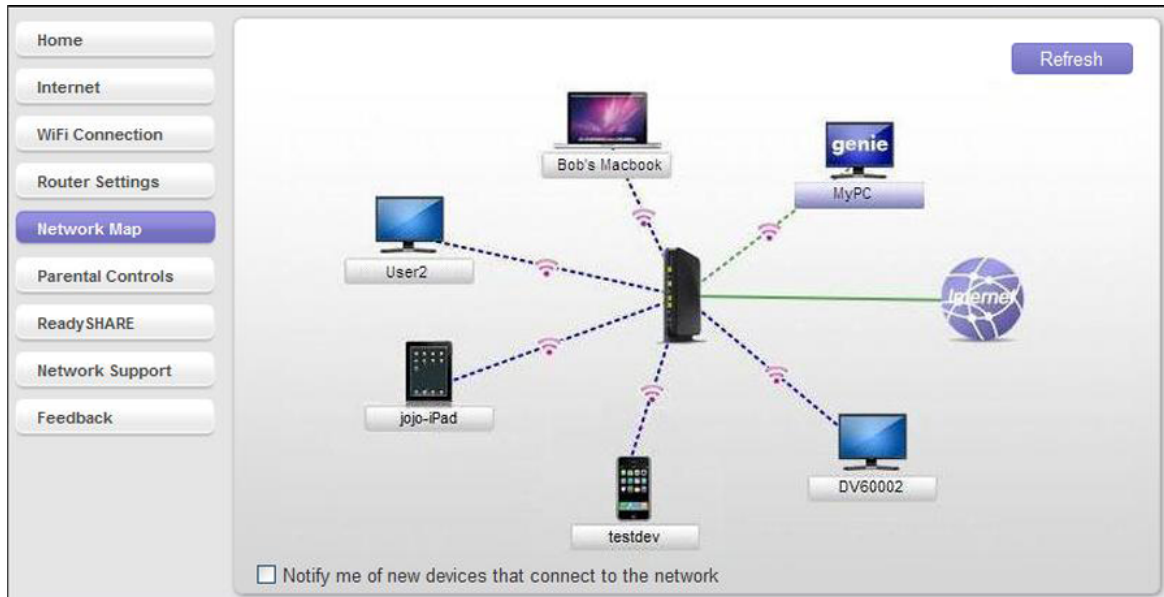 Home
Internet
WiFi Connection
Router Settings
Network Map
Parental Controls
ReadySHARE
Network Support
Feedback
Refresh
Bob's Macbook
genie
MyPC
User2
Internet
jojo-iPad
DV60002
testdev
Notify me of new devices that connect to the network